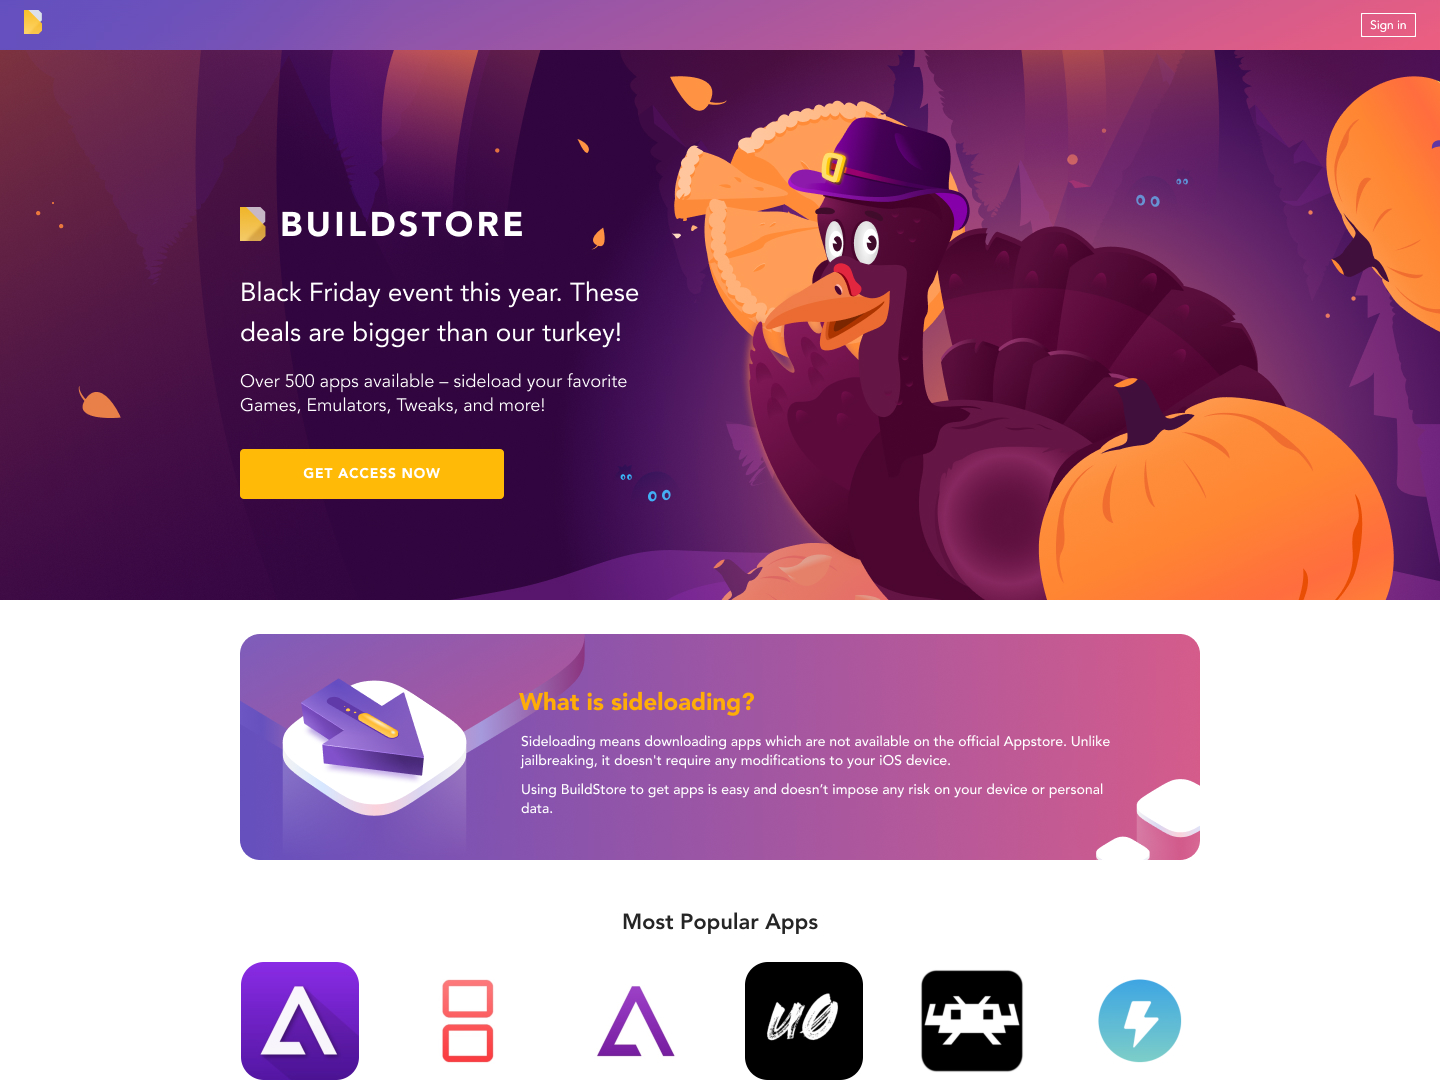 Sign in
BUILDSTORE
Black Friday event this year. These
deals are bigger than our turkey!
Over 500 apps available – sideload your favorite
Games, Emulators, Tweaks, and more!
GET ACCESS NOW
What is sideloading?
Sideloading means downloading apps which are not available on the official Appstore. Unlike
jailbreaking, it doesn't require any modifications to your iOS device.
Using BuildStore to get apps is easy and doesn’t impose any risk on your device or personal
data.
Most Popular Apps
u0